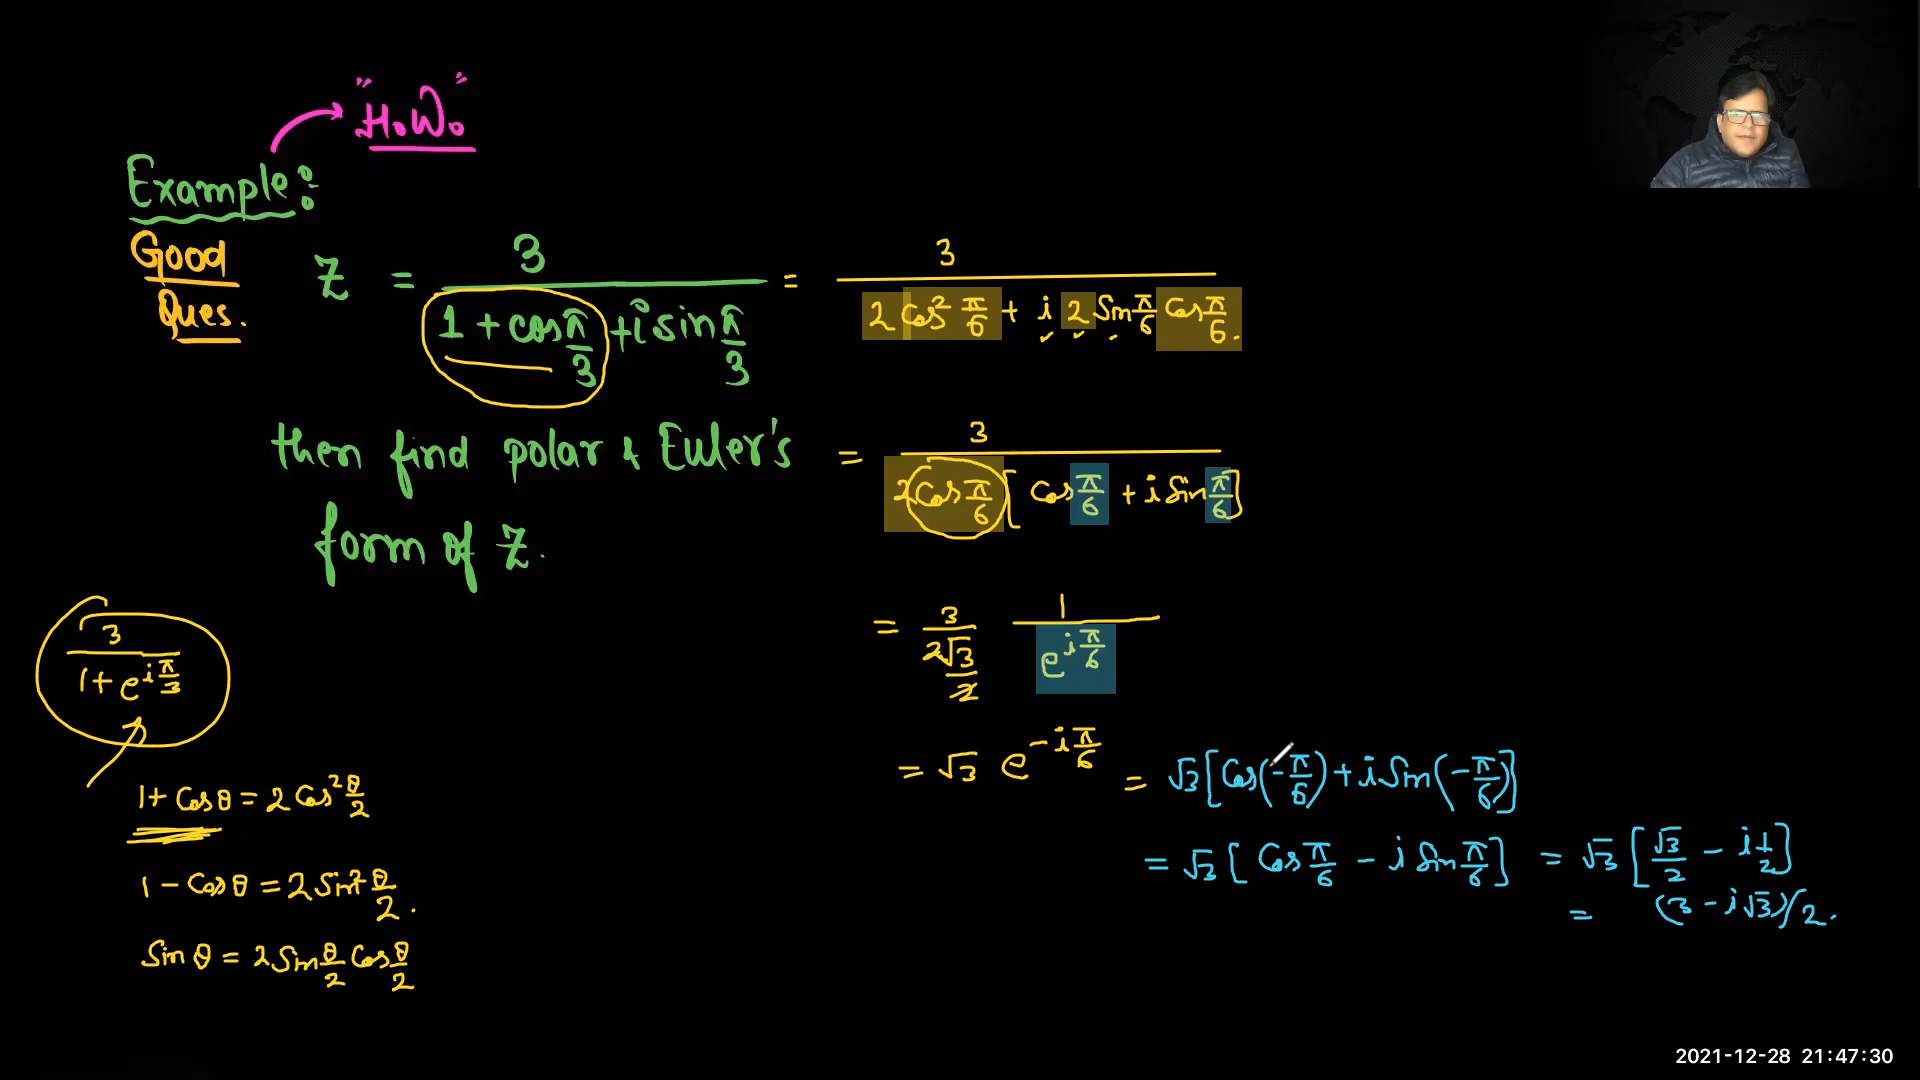 "H.W."
Example:
Good
Ques.
z = 3/(1 + cos π/3 + i sin π/3) = 3/(2 cos² π/6 + i 2 Sin π/6 Cos π/6.)
then find polar & Euler's
form of z.
= 3/(2 Cos π/6 [Cos π/6 + i Sin π/6])
= 3/(2 √3/2) 1/(e^(i π/6))
= √3 e^(-i π/6) = √3 [Cos(-π/6) + i Sin(-π/6)]
= √3 [Cos π/6 - i Sin π/6] = √3 [√3/2 - i 1/2]
= (3 - i√3)/2.
3/(1 + e^(i π/3))
1 + Cos θ = 2 Cos² θ/2
1 - Cos θ = 2 Sin² θ/2.
Sin θ = 2 Sin θ/2 Cos θ/2
2021-12-28 21:47:30